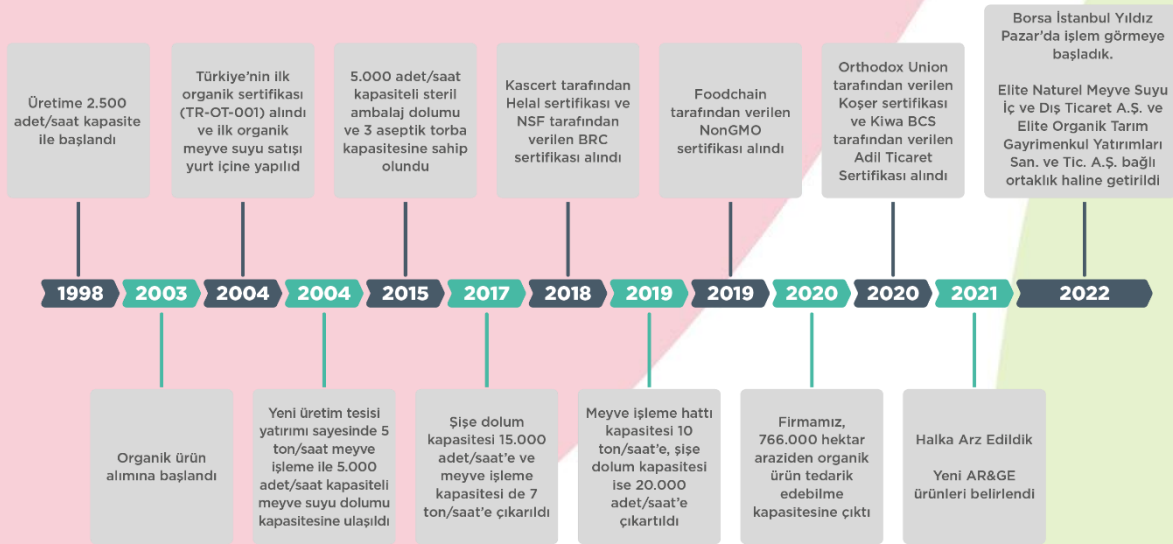 Üretime 2.500
adet/saat kapasite
ile başlandı
Türkiye'nin ilk
organik sertifikası
(TR-OT-001) alındı
ve ilk organik
meyve suyu satışı
yurt içine yapılıd
5.000 adet/saat
kapasiteli steril
ambalaj dolumu
ve 3 aseptik torba
kapasitesine sahip
olundu
Kascert tarafından
Helal sertifikası ve
NSF tarafından
verilen BRC
sertifikası alındı
Foodchain
tarafından verilen
NonGMO
sertifikası alındı
Orthodox Union
tarafından verilen
Koşer sertifikası
ve Kiwa BCS
tarafından verilen
Adil Ticaret
Sertifikası alındı
Borsa İstanbul Yıldız
Pazar'da işlem görmeye
başladık.
Elite Naturel Meyve Suyu
İç ve Dış Ticaret A.Ş. ve
Elite Organik Tarım
Gayrimenkul Yatırımları
San. ve Tic. A.Ş. bağlı
ortaklık haline getirildi
1998 2003 2004 2004 2015 2017 2018 2019 2019 2020 2020 2021 2022
Organik ürün
alımına başlandı
Yeni üretim tesisi
yatırımı sayesinde 5
ton/saat meyve
işleme ile 5.000
adet/saat kapasiteli
meyve suyu dolumu
kapasitesine ulaşıldı
Şişe dolum
kapasitesi 15.000
adet/saat'e ve
meyve işleme
kapasitesi de 7
ton/saat'e çıkarıldı
Meyve işleme hattı
kapasitesi 10
ton/saat'e, şişe
dolum kapasitesi
ise 20.000
adet/saat'e
çıkartıldı
Firmamız,
766.000 hektar
araziden organik
ürün tedarik
edebilme
kapasitesine çıktı
Halka Arz Edildik
Yeni AR&GE
ürünleri belirlendi